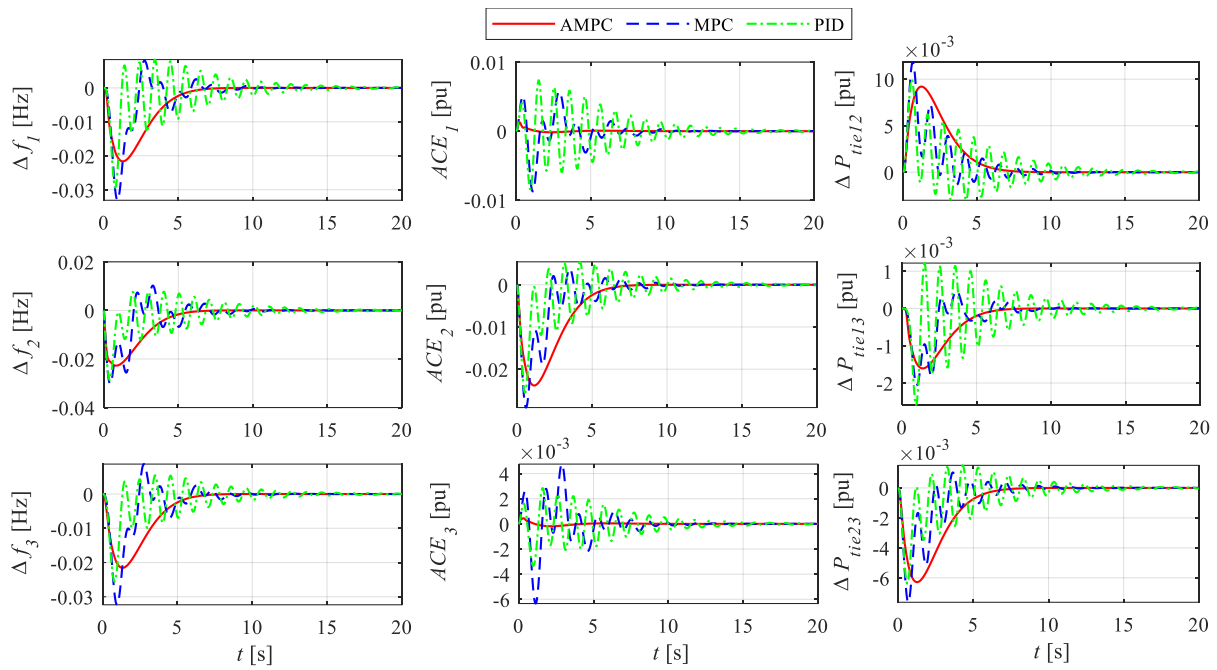 AMPC MPC PID
0
-0.01
-0.02
-0.03
Δ f1 [Hz]
0 5 10 15 20
0.01
0
-0.01
ACE1 [pu]
0 5 10 15 20
×10-3
10
5
0
Δ Ptie12 [pu]
0 5 10 15 20
0.02
0
-0.02
-0.04
Δ f2 [Hz]
0 5 10 15 20
0
-0.01
-0.02
ACE2 [pu]
0 5 10 15 20
×10-3
1
0
-1
-2
Δ Ptie13 [pu]
0 5 10 15 20
0
-0.01
-0.02
-0.03
Δ f3 [Hz]
0 5 10 15 20
t [s]
×10-3
4
2
0
-2
-4
-6
ACE3 [pu]
0 5 10 15 20
t [s]
×10-3
0
-2
-4
-6
Δ Ptie23 [pu]
0 5 10 15 20
t [s]